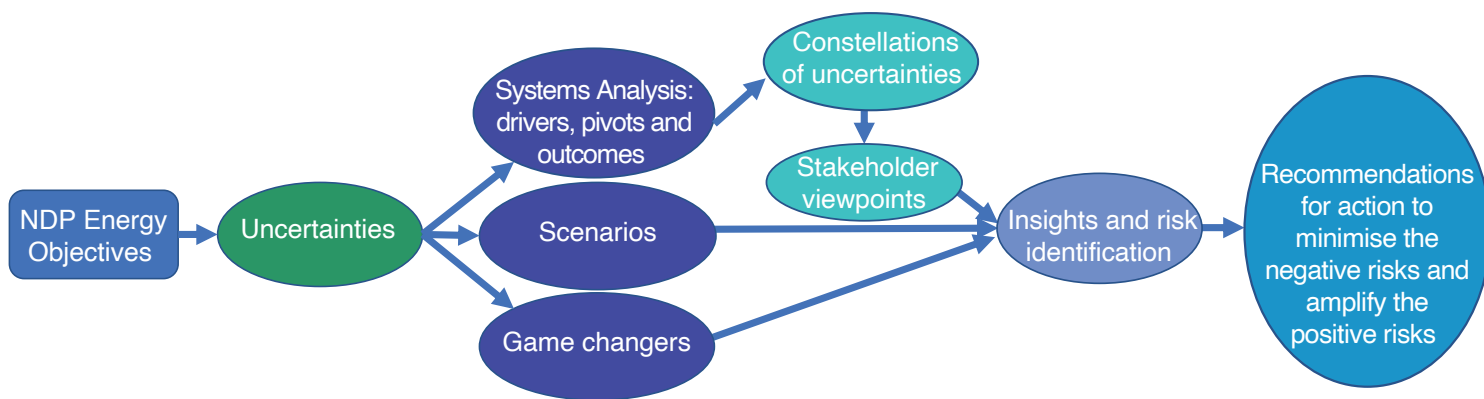 NDP Energy
Objectives
Uncertainties
Systems Analysis:
drivers, pivots and
outcomes
Scenarios
Game changers
Constellations
of uncertainties
Stakeholder
viewpoints
Insights and risk
identification
Recommendations
for action to
minimise the
negative risks and
amplify the
positive risks